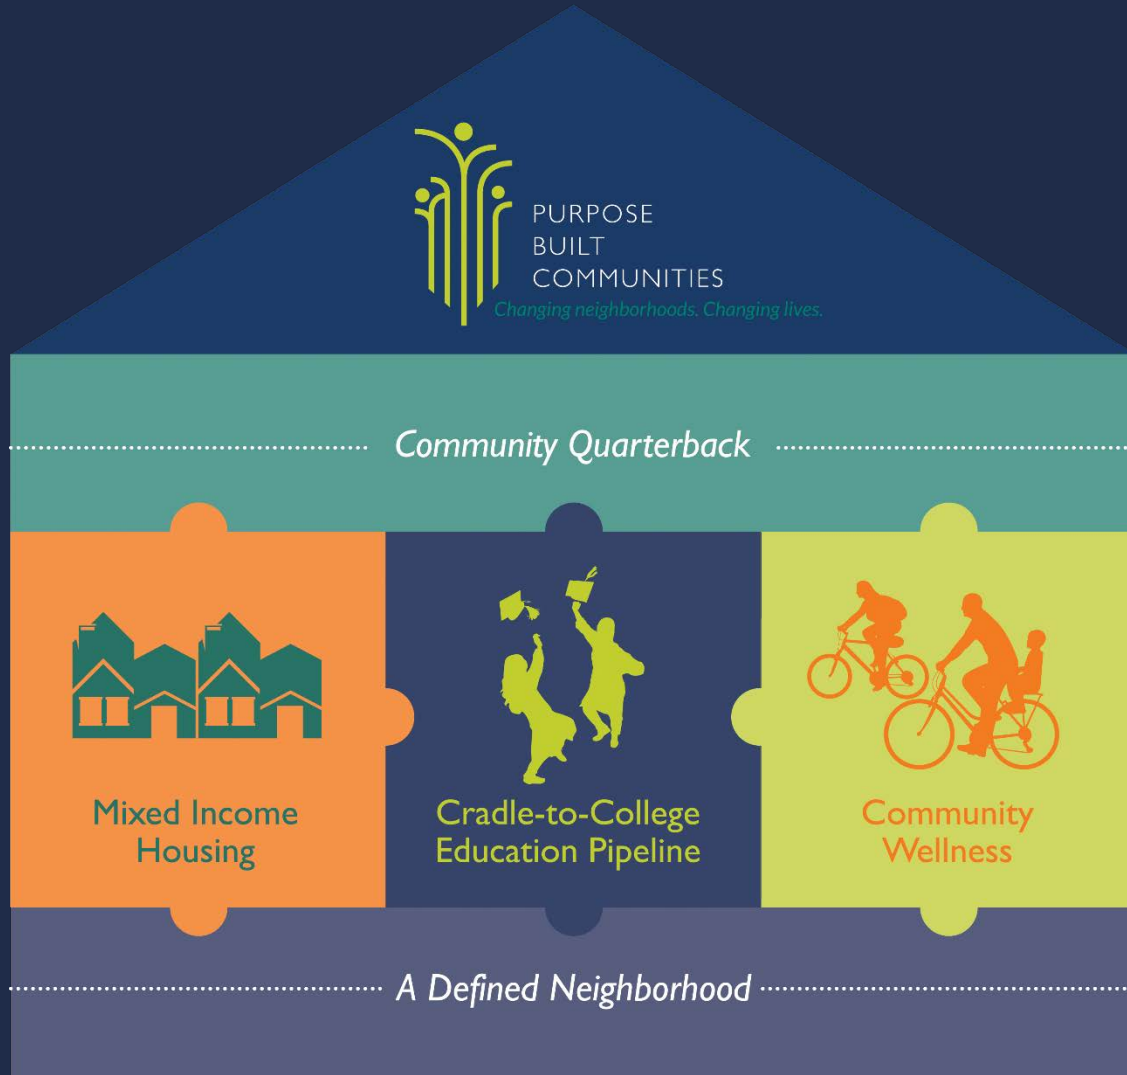 PURPOSE
BUILT
COMMUNITIES
Changing neighborhoods. Changing lives.
Community Quarterback
Mixed Income
Housing
Cradle-to-College
Education Pipeline
Community
Wellness
A Defined Neighborhood